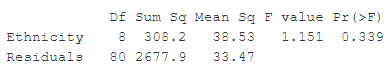 Df Sum Sq Mean Sq F value Pr(>F)
Ethnicity 8 308.2 38.53 1.151 0.339
Residuals 80 2677.9 33.47